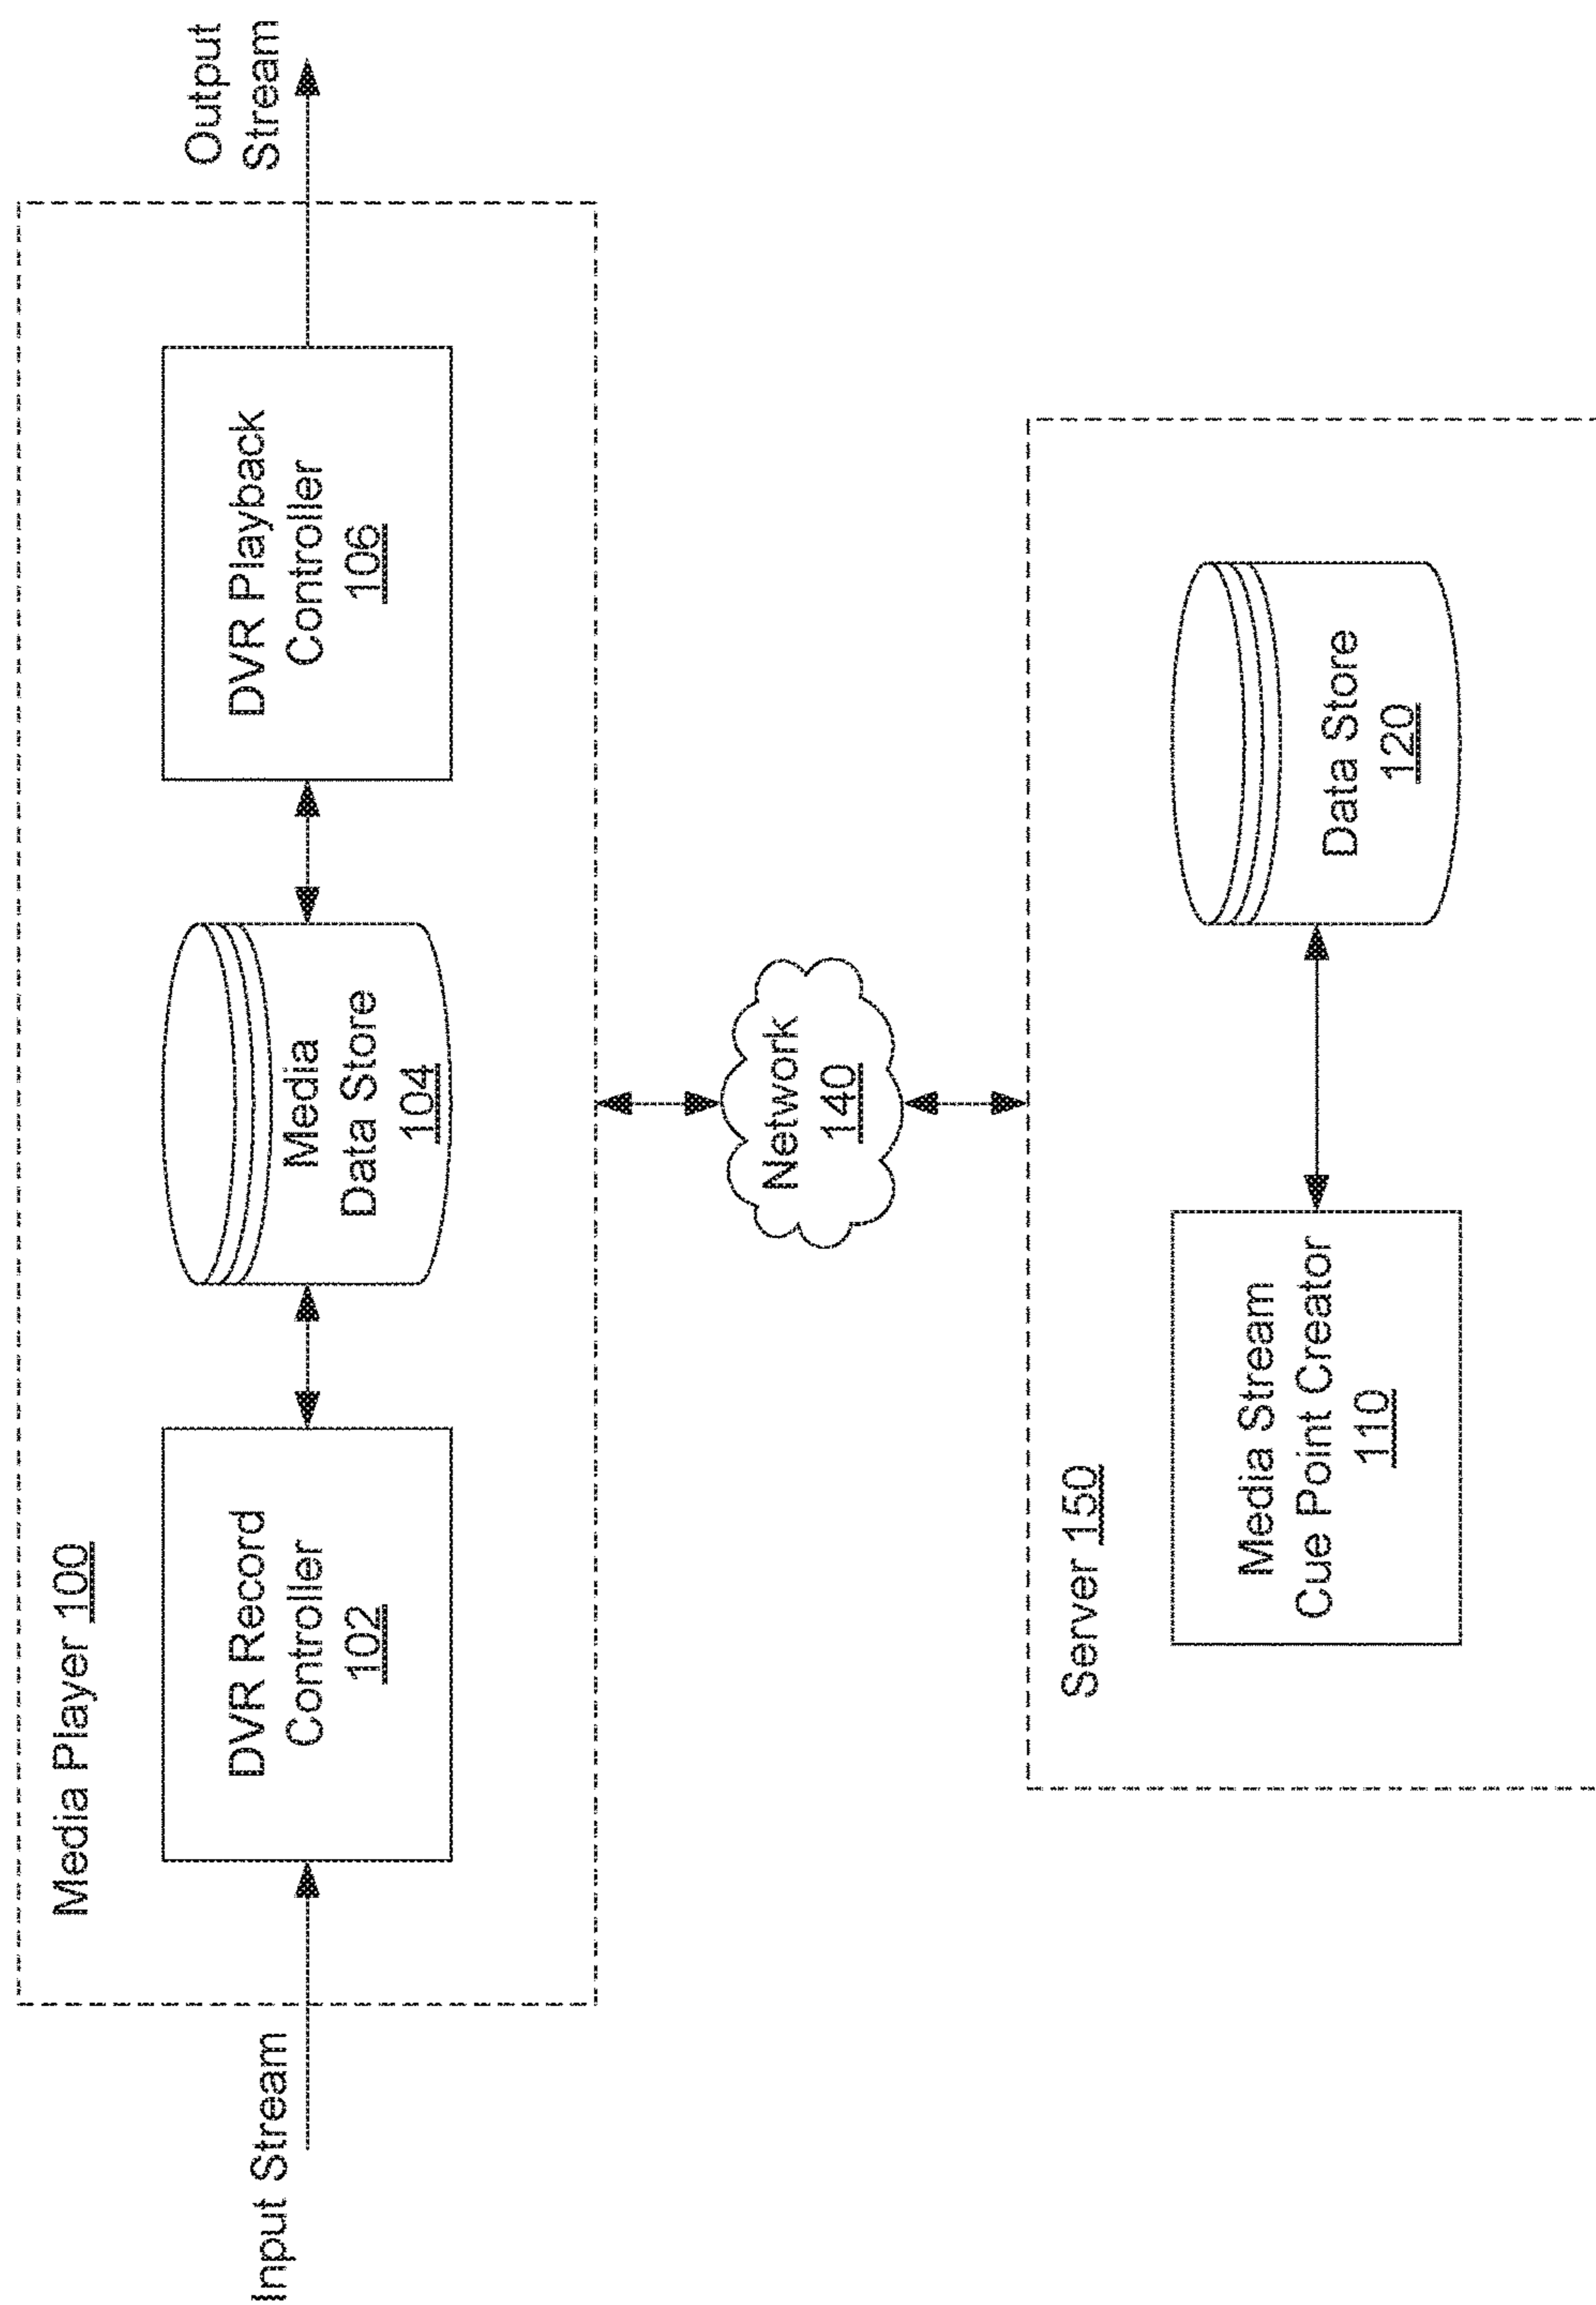 Media Player 100
Input Stream
DVR Record
Controller
102
Media
Data Store
104
DVR Playback
Controller
106
Output
Stream
Network
140
Server 150
Media Stream
Cue Point Creator
110
Data Store
120